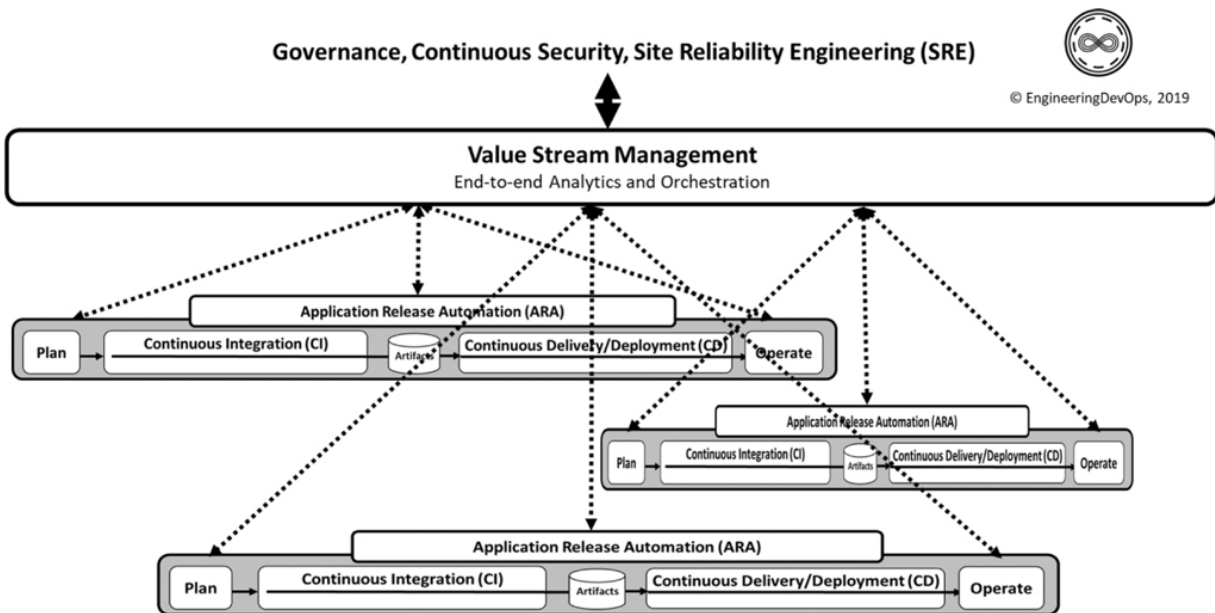 Governance, Continuous Security, Site Reliability Engineering (SRE)
© EngineeringDevOps, 2019
Value Stream Management
End-to-end Analytics and Orchestration
Application Release Automation (ARA)
Plan
Continuous Integration (CI)
Artifacts
Continuous Delivery/Deployment (CD)
Operate
Application Release Automation (ARA)
Plan
Continuous Integration (CI)
Artifacts
Continuous Delivery/Deployment (CD)
Operate
Application Release Automation (ARA)
Plan
Continuous Integration (CI)
Artifacts
Continuous Delivery/Deployment (CD)
Operate